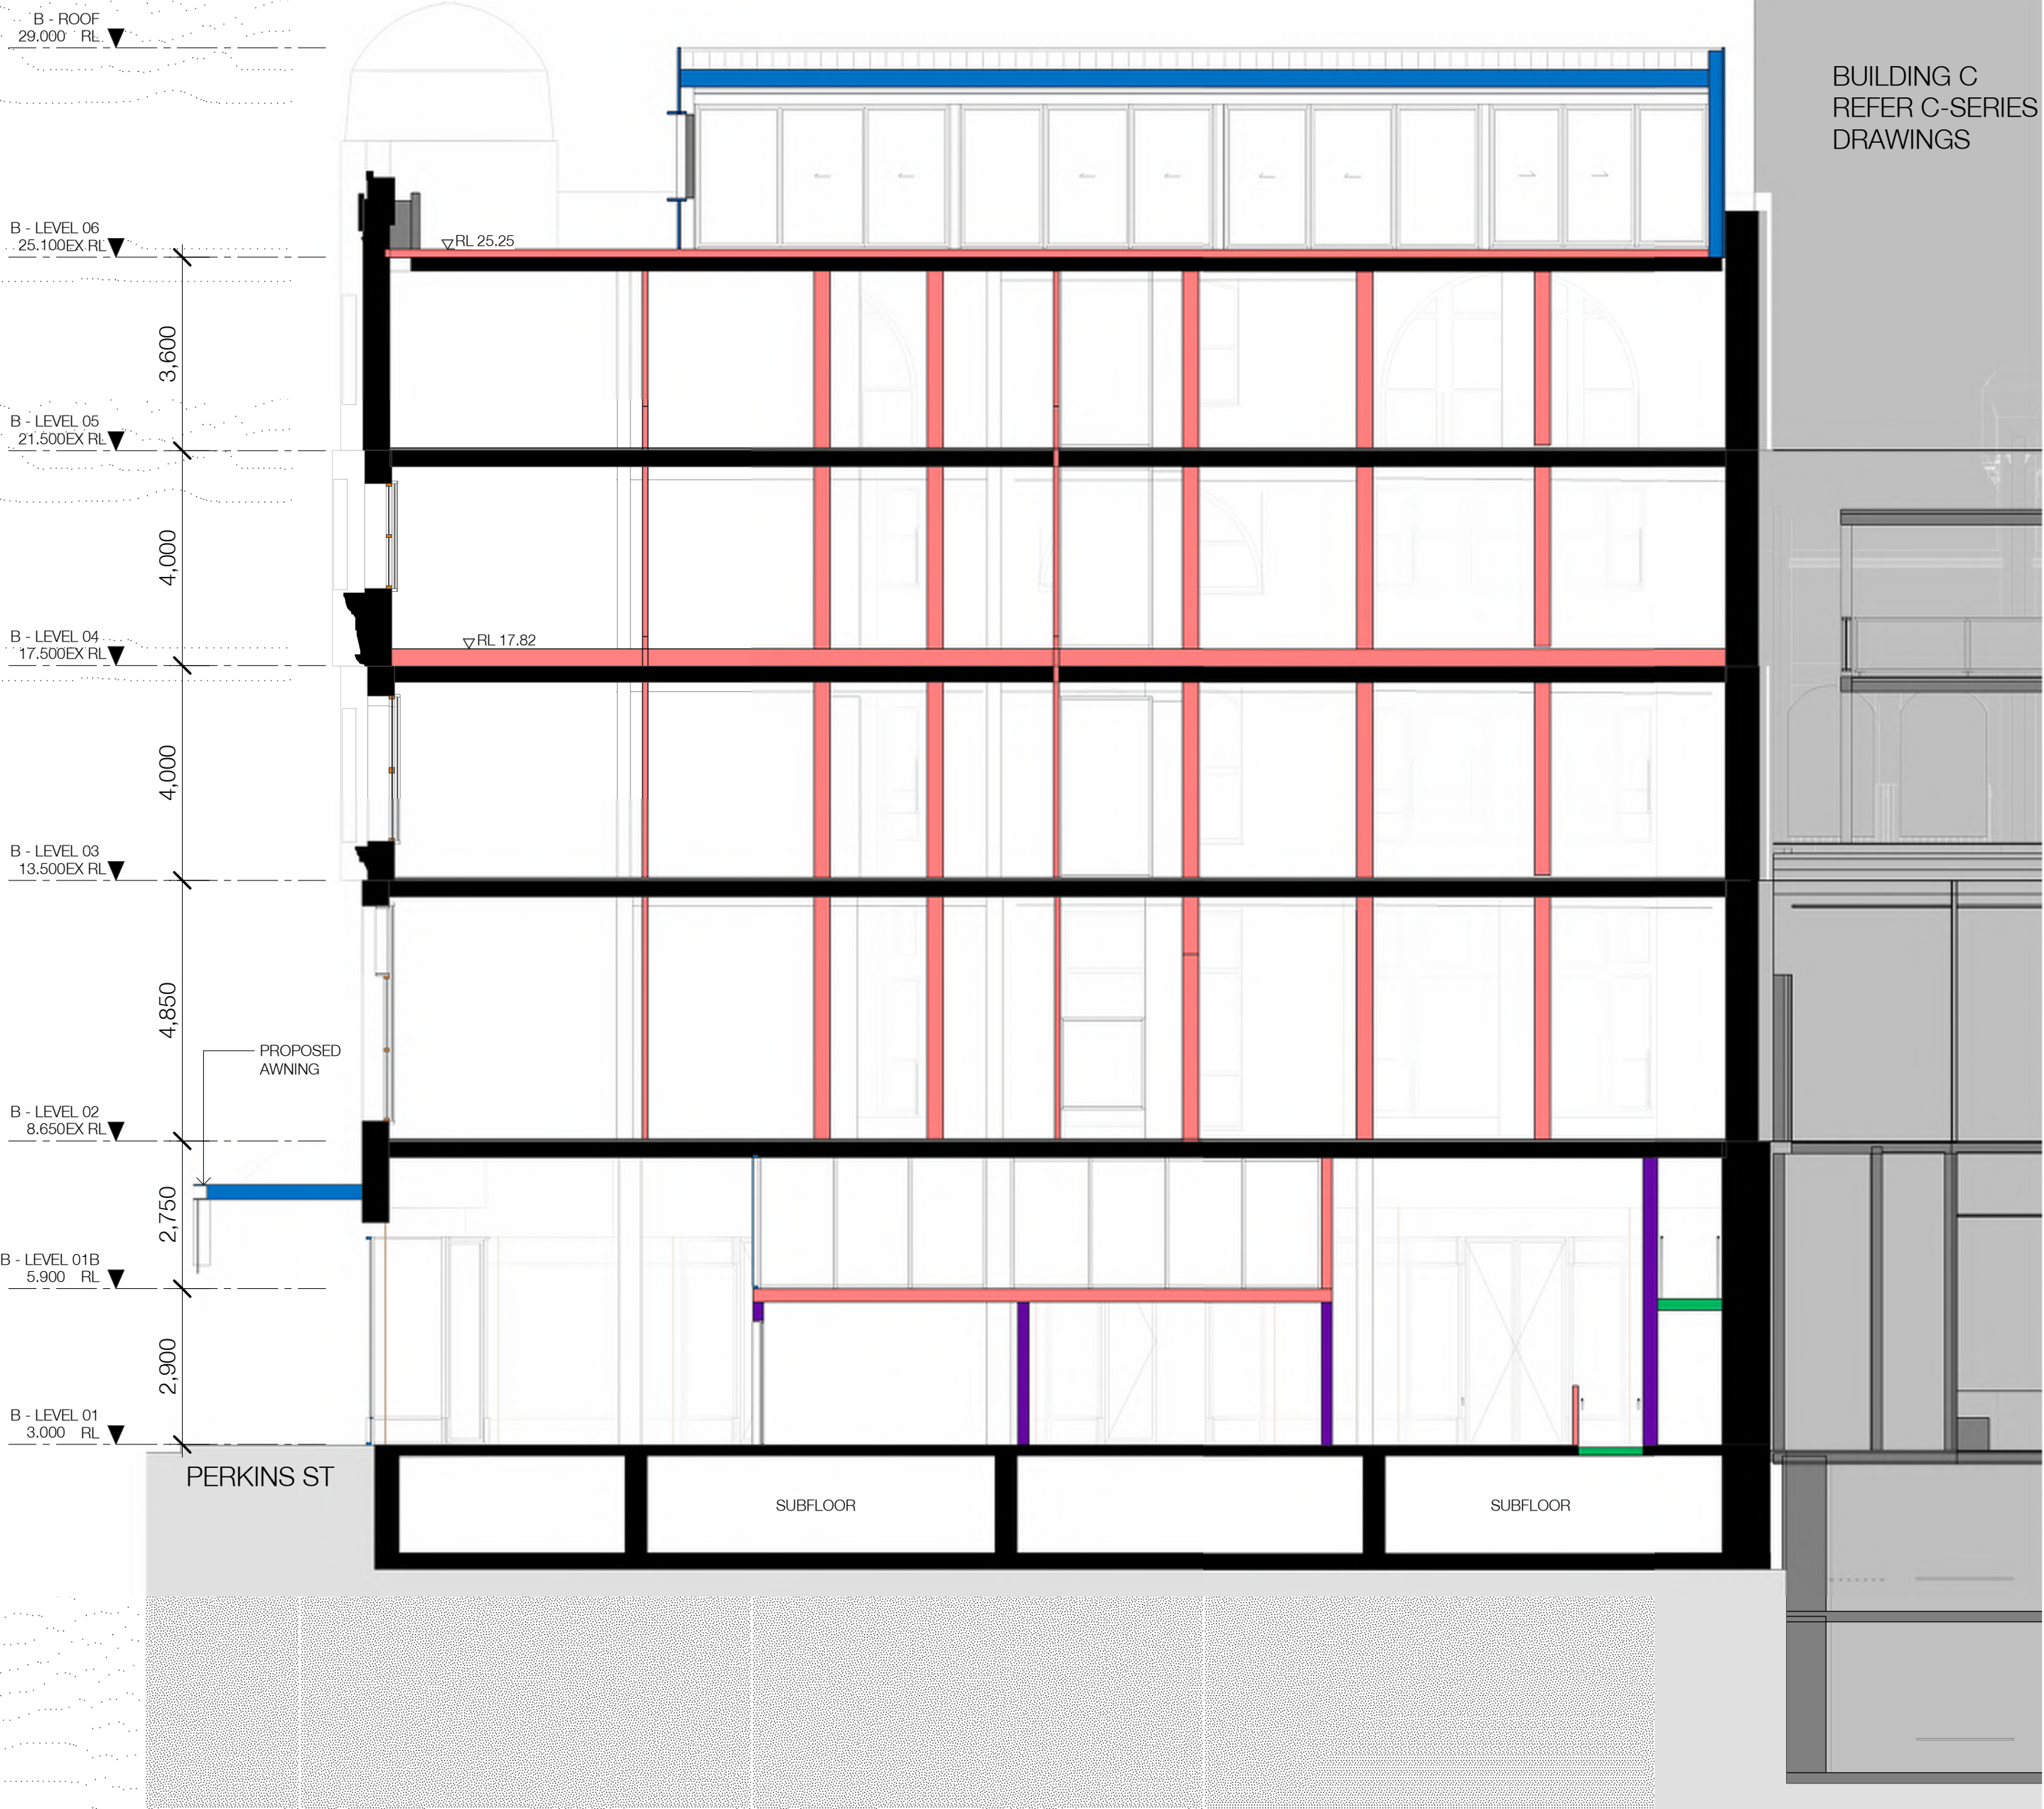 B - ROOF
29.000 RL
BUILDING C
REFER C-SERIES
DRAWINGS
B - LEVEL 06
25.100EX RL
RL 25.25
3,600
B - LEVEL 05
21.500EX RL
4,000
B - LEVEL 04
17.500EX RL
RL 17.82
4,000
B - LEVEL 03
13.500EX RL
4,850
PROPOSED
AWNING
B - LEVEL 02
8.650EX RL
2,750
B - LEVEL 01B
5.900 RL
2,900
B - LEVEL 01
3.000 RL
PERKINS ST
SUBFLOOR
SUBFLOOR